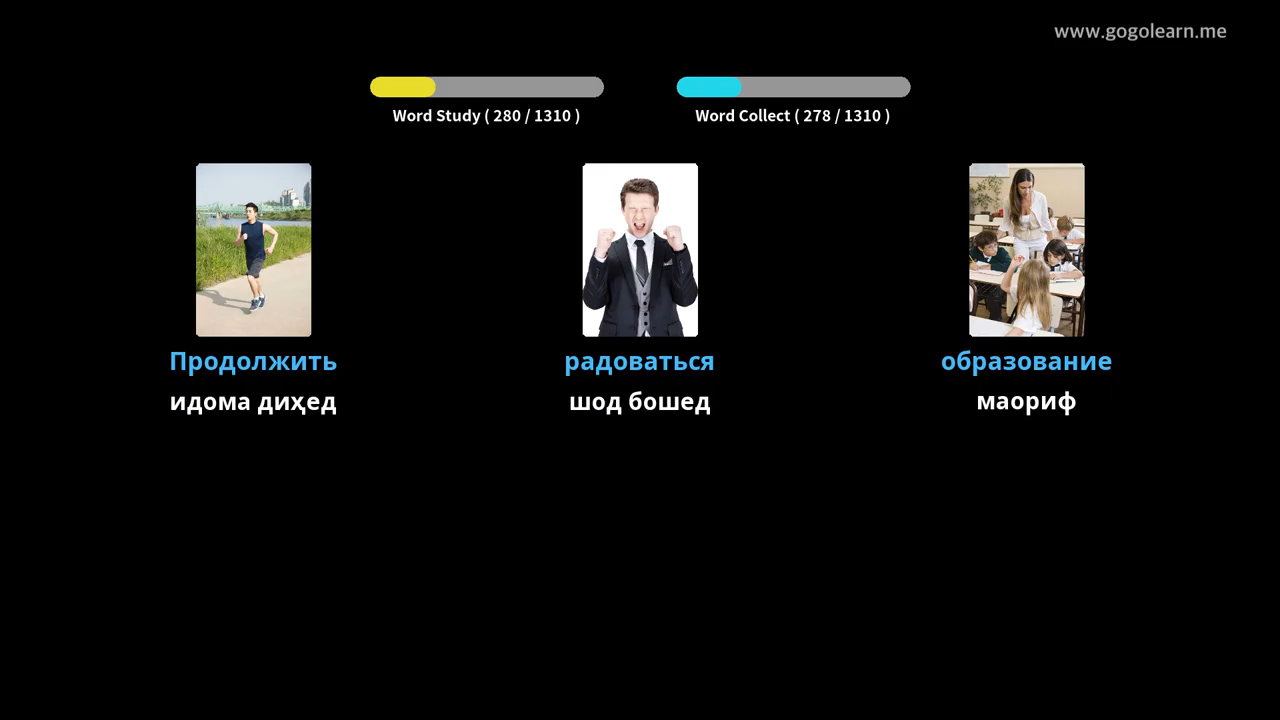 www.gogolearn.me
Word Study ( 280 / 1310 )
Word Collect ( 278 / 1310 )
Продолжить
радоваться
образование
идома диҳед
шод бошед
маориф